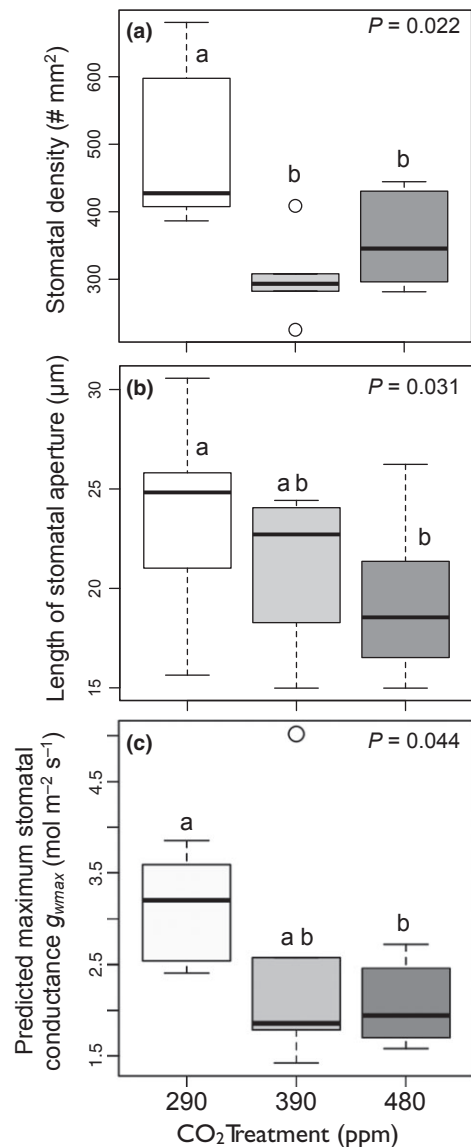 (a)
P = 0.022
Stomatal density (# mm²)
700
600
500
400
300
a
b
b
(b)
P = 0.031
Length of stomatal aperture (µm)
30
25
20
15
a
a b
b
(c)
P = 0.044
Predicted maximum stomatal
conductance gwmax (mol m⁻² s⁻¹)
4.5
3.5
2.5
1.5
a
a b
b
290
390
480
CO₂Treatment (ppm)